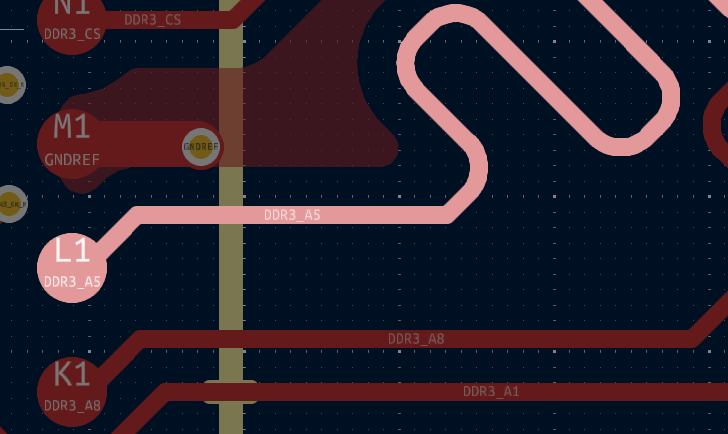 N1
DDR3_CS
DDR3_CS
M1
GNDREF
GNDREF
DDR3_A5
L1
DDR3_A5
DDR3_A8
K1
DDR3_A8
DDR3_A1